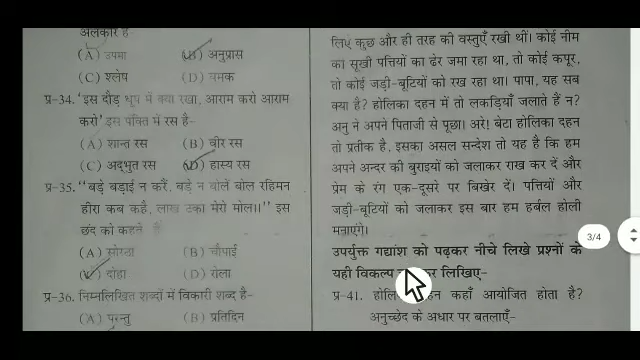 अलंकार है-
(A) उपमा (B) अनुप्रास
(C) श्लेष (D) यमक
प्र-34. 'इस दौड़ धूप में क्या रखा, आराम करो आराम
करो' इस पंक्ति में रस है-
(A) शान्त रस (B) वीर रस
(C) अद्भुत रस (D) हास्य रस
प्र-35. "बड़े बड़ाई न करैं, बड़े न बोलें बोल रहिमन
हीरा कब कहै, लाख टका मेरो मोल।।" इस
छंद को कहते हैं
(A) सोरठा (B) चौपाई
(C) दोहा (D) रोला
प्र-36. निम्नलिखित शब्दों में विकारी शब्द है-
(A) परन्तु (B) प्रतिदिन
लिए कुछ और ही तरह की वस्तुएँ रखी थीं। कोई नीम
का सूखी पत्तियों का ढेर जमा रहा था, तो कोई कपूर,
तो कोई जड़ी-बूटियों को रख रहा था। पापा, यह सब
क्या है? होलिका दहन में तो लकड़ियाँ जलाते हैं न?
अनु ने अपने पिताजी से पूछा। अरे! बेटा होलिका दहन
तो प्रतीक है, इसका असल सन्देश तो यह है कि हम
अपने अन्दर की बुराइयों को जलाकर राख कर दें और
प्रेम के रंग एक-दूसरे पर बिखेर दें। पत्तियों और
जड़ी-बूटियों को जलाकर इस बार हम हर्बल होली
मनाएंगे।
उपर्युक्त गद्यांश को पढ़कर नीचे लिखे प्रश्नों के
सही विकल्प कर लिखिए-
प्र-41. होलि हन कहाँ आयोजित होता है?
अनुच्छेद के अधार पर बतलाएँ-
3/4